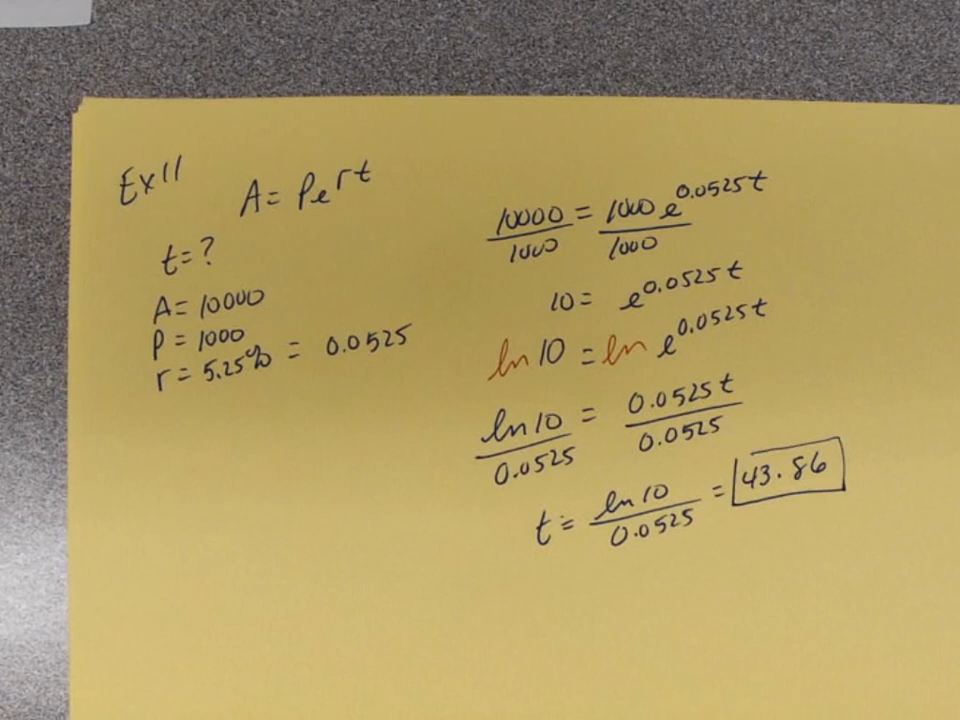 Ex 11
A = Pe^rt
t = ?
A = 10000
P = 1000
r = 5.25% = 0.0525
10000/1000 = 1000 e^0.0525t/1000
10 = e^0.0525t
ln 10 = ln e^0.0525t
ln 10/0.0525 = 0.0525t/0.0525
t = ln 10/0.0525 = 43.86